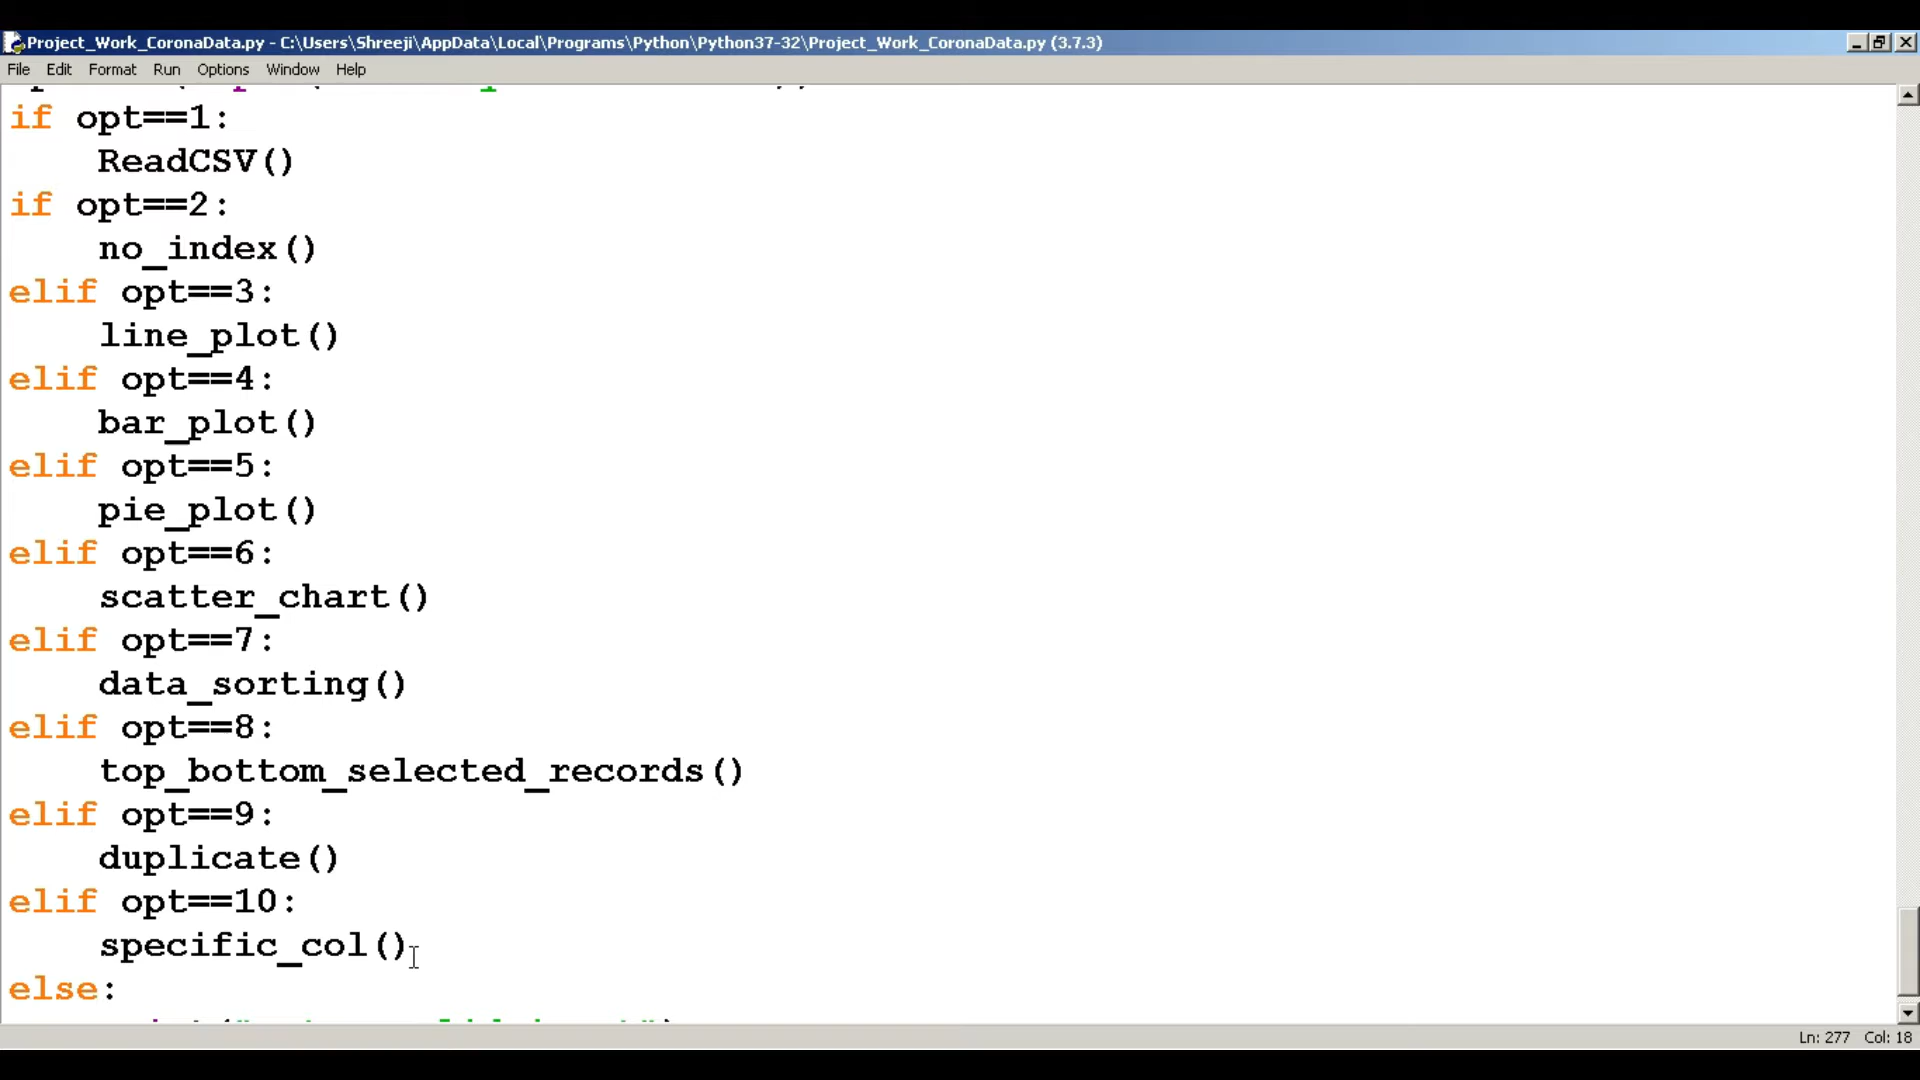 Project_Work_CoronaData.py - C:\Users\Shreeji\AppData\Local\Programs\Python\Python37-32\Project_Work_CoronaData.py (3.7.3)
File Edit Format Run Options Window Help
if opt==1:
ReadCSV()
if opt==2:
no_index()
elif opt==3:
line_plot()
elif opt==4:
bar_plot()
elif opt==5:
pie_plot()
elif opt==6:
scatter_chart()
elif opt==7:
data_sorting()
elif opt==8:
top_bottom_selected_records()
elif opt==9:
duplicate()
elif opt==10:
specific_col()
else:
Ln: 277 Col: 18